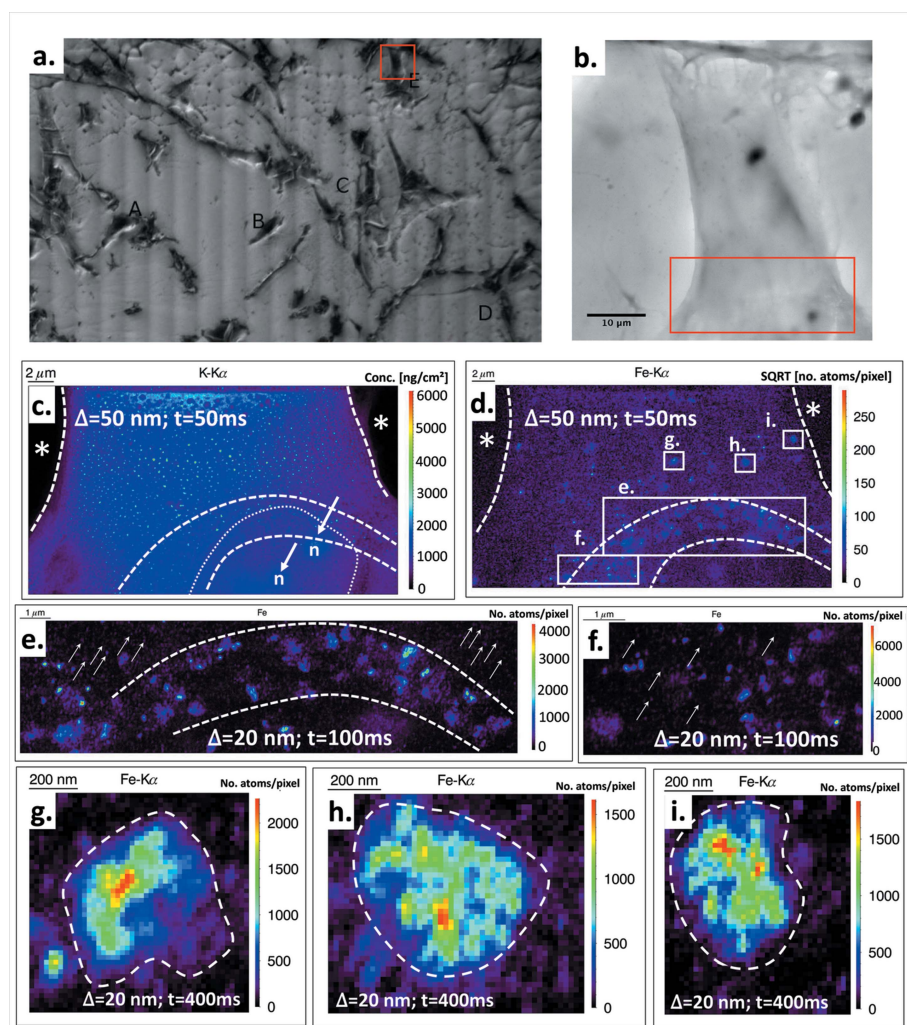 a.
E
C
A
B
D
b.
10 µm
2 µm
K-Kα
Conc. [ng/cm²]
c.
Δ=50 nm; t=50ms
*
*
n
n
6000
5000
4000
3000
2000
1000
0
2 µm
Fe-Kα
SQRT [no. atoms/pixel]
d.
Δ=50 nm; t=50ms
*
*
i.
g.
h.
e.
f.
250
200
150
100
50
0
1 µm
Fe
No. atoms/pixel
e.
Δ=20 nm; t=100ms
4000
3000
2000
1000
0
1 µm
Fe
No. atoms/pixel
f.
Δ=20 nm; t=100ms
6000
4000
2000
0
200 nm
Fe-Kα
No. atoms/pixel
g.
Δ=20 nm; t=400ms
2000
1500
1000
500
0
200 nm
Fe-Kα
No. atoms/pixel
h.
Δ=20 nm; t=400ms
1500
1000
500
0
200 nm
Fe-Kα
No. atoms/pixel
i.
Δ=20 nm; t=400ms
1500
1000
500
0